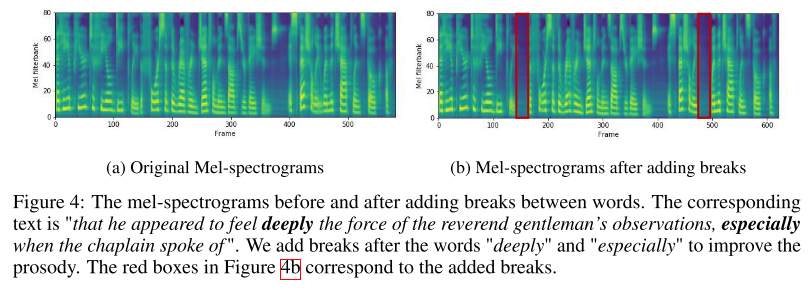 80
60
40
20
0
Mel filterbank
0 100 200 300 400 500
Frame
80
60
40
20
0
Mel filterbank
0 100 200 300 400 500 600
Frame
(a) Original Mel-spectrograms
(b) Mel-spectrograms after adding breaks
Figure 4: The mel-spectrograms before and after adding breaks between words. The corresponding
text is "that he appeared to feel deeply the force of the reverend gentleman's observations, especially
when the chaplain spoke of". We add breaks after the words "deeply" and "especially" to improve the
prosody. The red boxes in Figure 4b correspond to the added breaks.